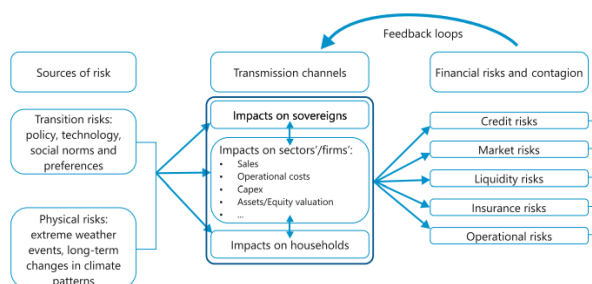 Feedback loops
Sources of risk
Transmission channels
Financial risks and contagion
Transition risks:
policy, technology,
social norms and
preferences
Physical risks:
extreme weather
events, long-term
changes in climate
patterns
Impacts on sovereigns
Impacts on sectors'/firms':
• Sales
• Operational costs
• Capex
• Assets/Equity valuation
• ...
Impacts on households
Credit risks
Market risks
Liquidity risks
Insurance risks
Operational risks